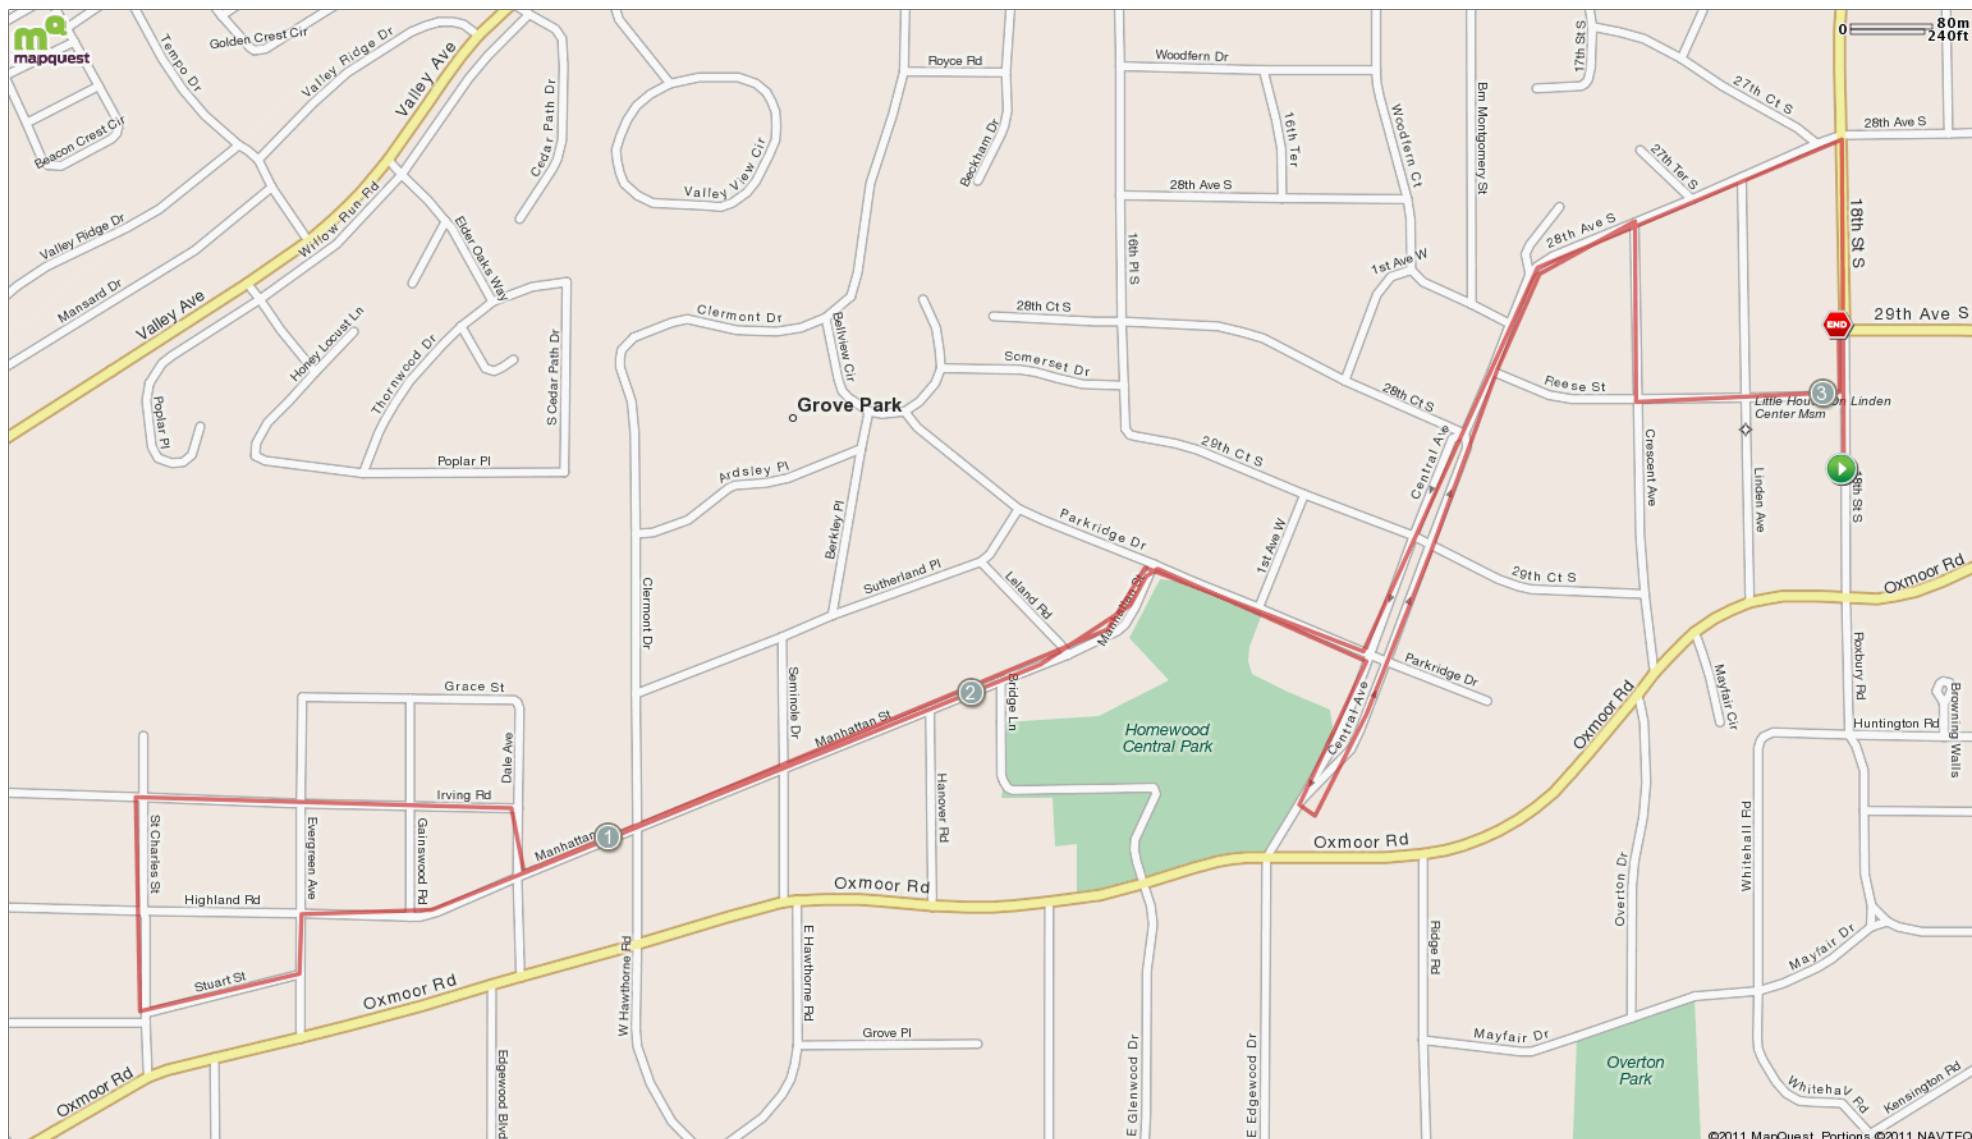 mapquest
Golden Crest Cir
Tempo Dr
Valley Ridge Dr
Valley Ave
Beacon Crest Cir
Cedar Path Dr
Royce Rd
Beckham Dr
Valley View Cir
Woodfern Dr
16th Ter
Woodfern Ct
Bm Montgomery St
17th St S
27th Ct S
0
80m
240ft
28th Ave S
27th Ter S
28th Ave S
28th Ave S
18th St S
Valley Ridge Dr
Willow Run Rd
Elder Oaks Way
Mansard Dr
Valley Ave
Honey Locust Ln
Thornwood Dr
S Cedar Path Dr
Poplar Pl
Poplar Pl
Clermont Dr
Bellview Cir
28th Ct S
16th Pl S
1st Ave W
Somerset Dr
28th Ct S
Reese St
END
29th Ave S
3
Little House On Linden
Center Msm
Grove Park
Ardsley Pl
Berkley Pl
29th Ct S
Central Ave
Crescent Ave
Linden Ave
18th St S
Parkridge Dr
1st Ave W
29th Ct S
Oxmoor Rd
Clermont Dr
Sutherland Pl
Leland Rd
Manhattan St
Parkridge Dr
Roxbury Rd
Mayfair Cir
Browning Walls
Grace St
Dale Ave
Seminole Dr
Manhattan St
2
Bridge Ln
Homewood
Central Park
Central Ave
Oxmoor Rd
Huntington Rd
Irving Rd
St Charles St
Evergreen Ave
Gainswood Rd
Manhattan
1
Hanover Rd
Oxmoor Rd
Whitehall Rd
Highland Rd
Oxmoor Rd
Overton Dr
Stuart St
Oxmoor Rd
W Hawthorne Rd
E Hawthorne Rd
Ridge Rd
Mayfair Dr
Grove Pl
Mayfair Dr
Oxmoor Rd
Edgewood Blvd
E Glenwood Dr
E Edgewood Dr
Overton
Park
Kensington Rd
©2011 MapQuest Portions ©2011 NAVTEQ